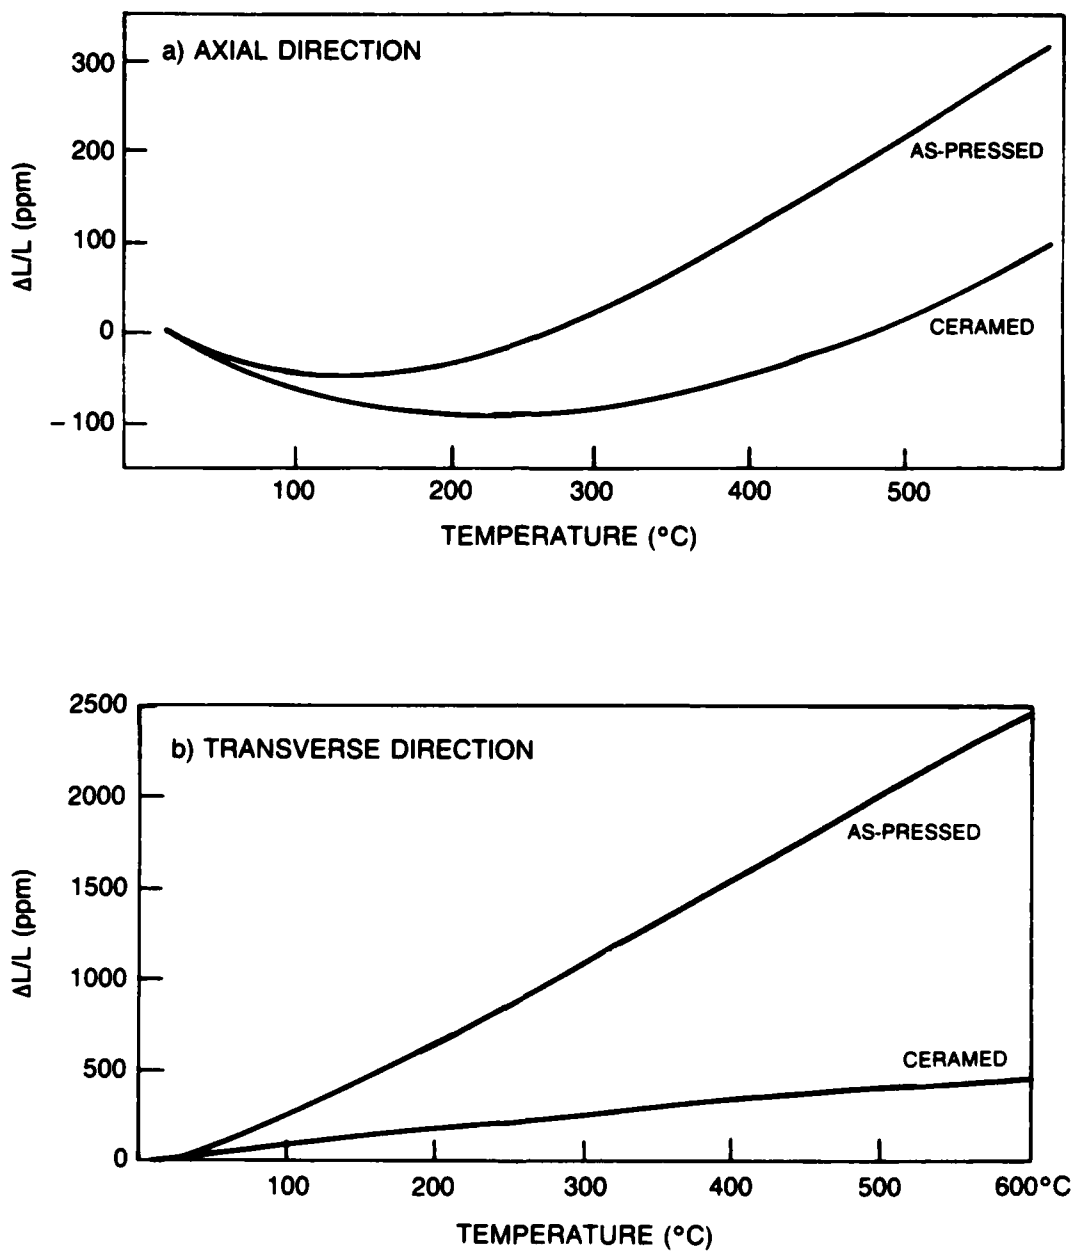 a) AXIAL DIRECTION
300
200
100
0
– 100
ΔL/L (ppm)
AS-PRESSED
CERAMED
100 200 300 400 500
TEMPERATURE (°C)
2500
b) TRANSVERSE DIRECTION
2000
1500
1000
500
0
ΔL/L (ppm)
AS-PRESSED
CERAMED
100 200 300 400 500 600°C
TEMPERATURE (°C)